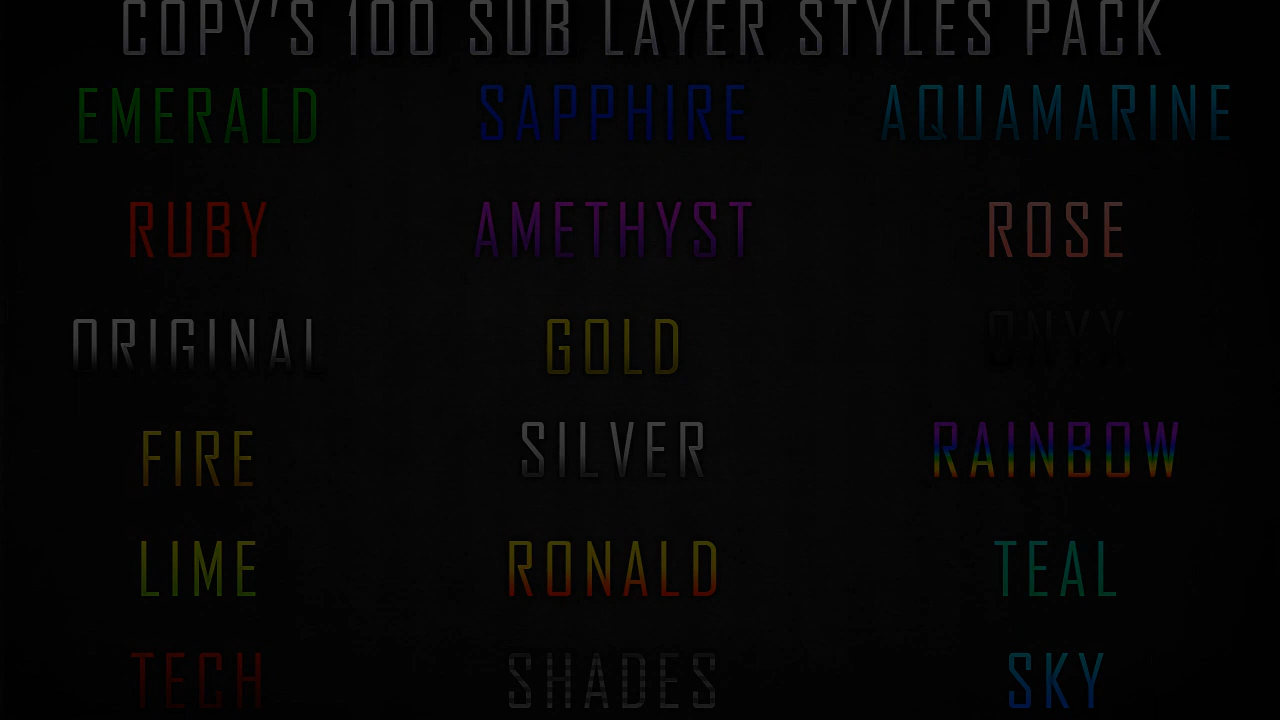 COPY'S 100 SUB LAYER STYLES PACK
EMERALD SAPPHIRE AQUAMARINE
RUBY AMETHYST ROSE
ORIGINAL GOLD ONYX
FIRE SILVER RAINBOW
LIME RONALD TEAL
TECH SHADES SKY